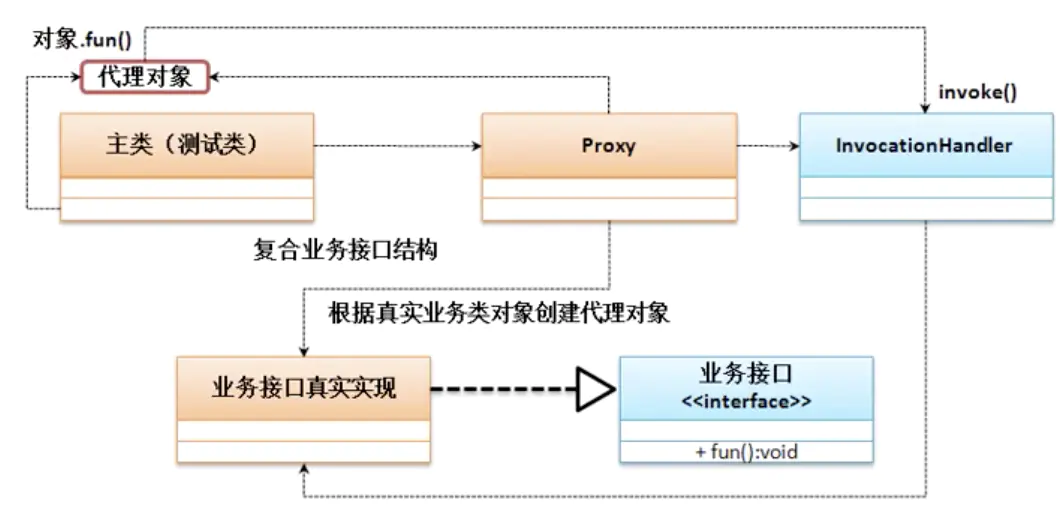 对象.fun()
代理对象
invoke()
主类（测试类）
Proxy
InvocationHandler
复合业务接口结构
根据真实业务类对象创建代理对象
业务接口真实实现
业务接口
<<interface>>
+ fun():void